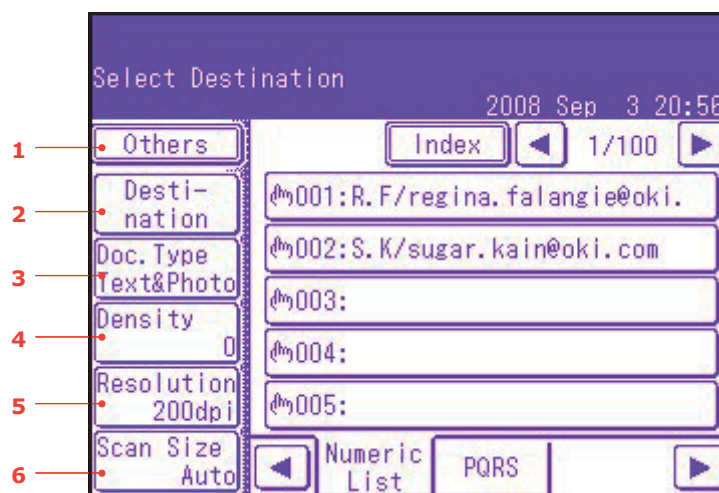 Select Destination
2008 Sep 3 20:56
1
Others
Index
1/100
2
Desti-
nation
001:R.F/regina.falangie@oki.
002:S.K/sugar.kain@oki.com
3
Doc.Type
Text&Photo
003:
4
Density
0
004:
5
Resolution
200dpi
005:
6
Scan Size
Auto
Numeric
List
PQRS